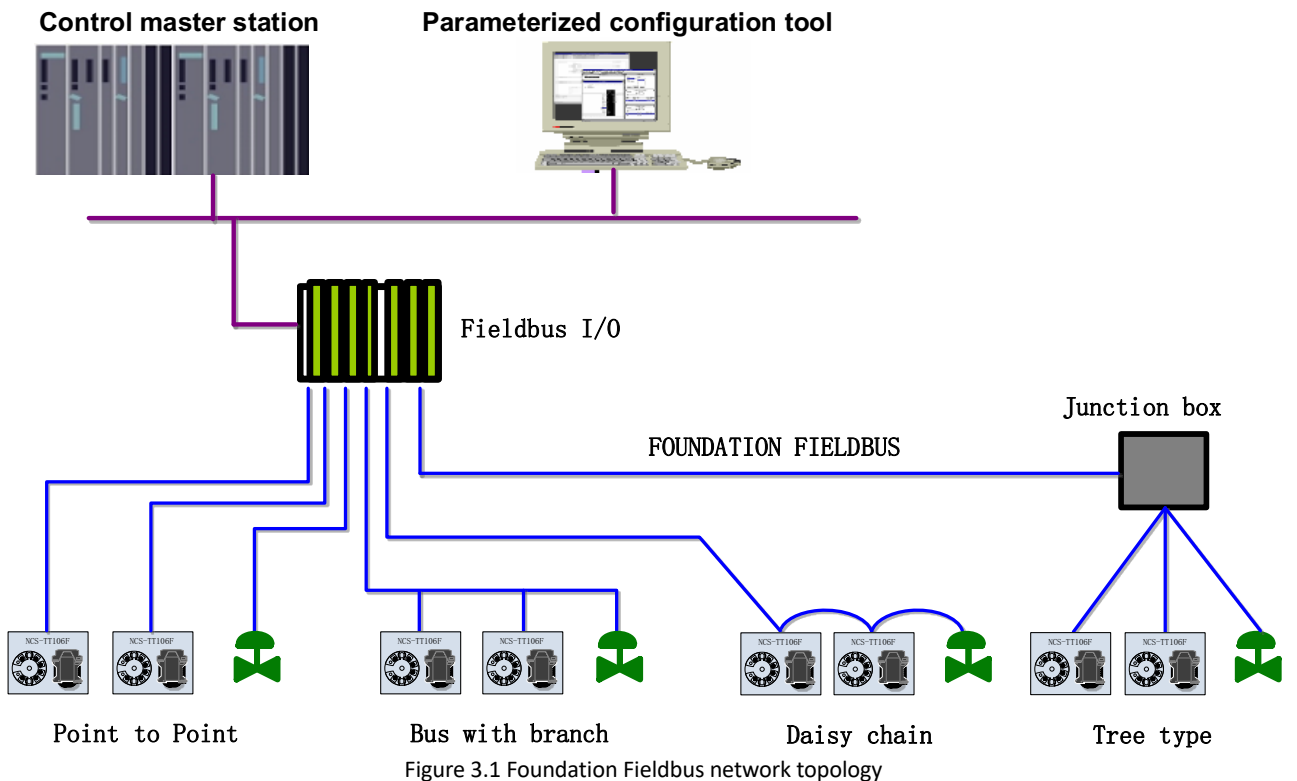 Control master station
Parameterized configuration tool
Fieldbus I/O
Junction box
FOUNDATION FIELDBUS
NCS-TT106F
NCS-TT106F
NCS-TT106F
NCS-TT106F
NCS-TT106F
NCS-TT106F
NCS-TT106F
NCS-TT106F
Point to Point
Bus with branch
Daisy chain
Tree type
Figure 3.1 Foundation Fieldbus network topology